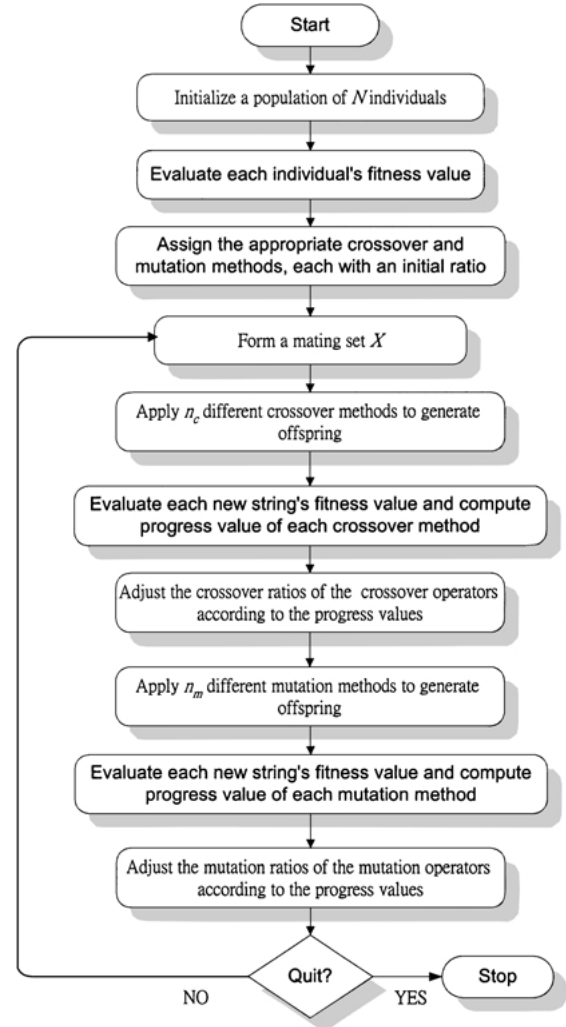 Start
Initialize a population of N individuals
Evaluate each individual's fitness value
Assign the appropriate crossover and
mutation methods, each with an initial ratio
Form a mating set X
Apply n_c different crossover methods to generate
offspring
Evaluate each new string's fitness value and compute
progress value of each crossover method
Adjust the crossover ratios of the crossover operators
according to the progress values
Apply n_m different mutation methods to generate
offspring
Evaluate each new string's fitness value and compute
progress value of each mutation method
Adjust the mutation ratios of the mutation operators
according to the progress values
Quit?
Stop
NO
YES